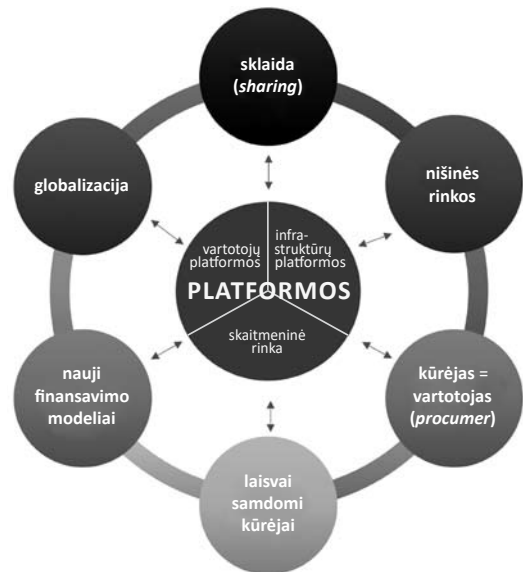 sklaida
(sharing)
nišinės
rinkos
kūrėjas =
vartotojas
(procumer)
laisvai
samdomi
kūrėjai
nauji
finansavimo
modeliai
globalizacija
vartotojų
platformos
infra-
struktūrų
platformos
PLATFORMOS
skaitmeninė
rinka